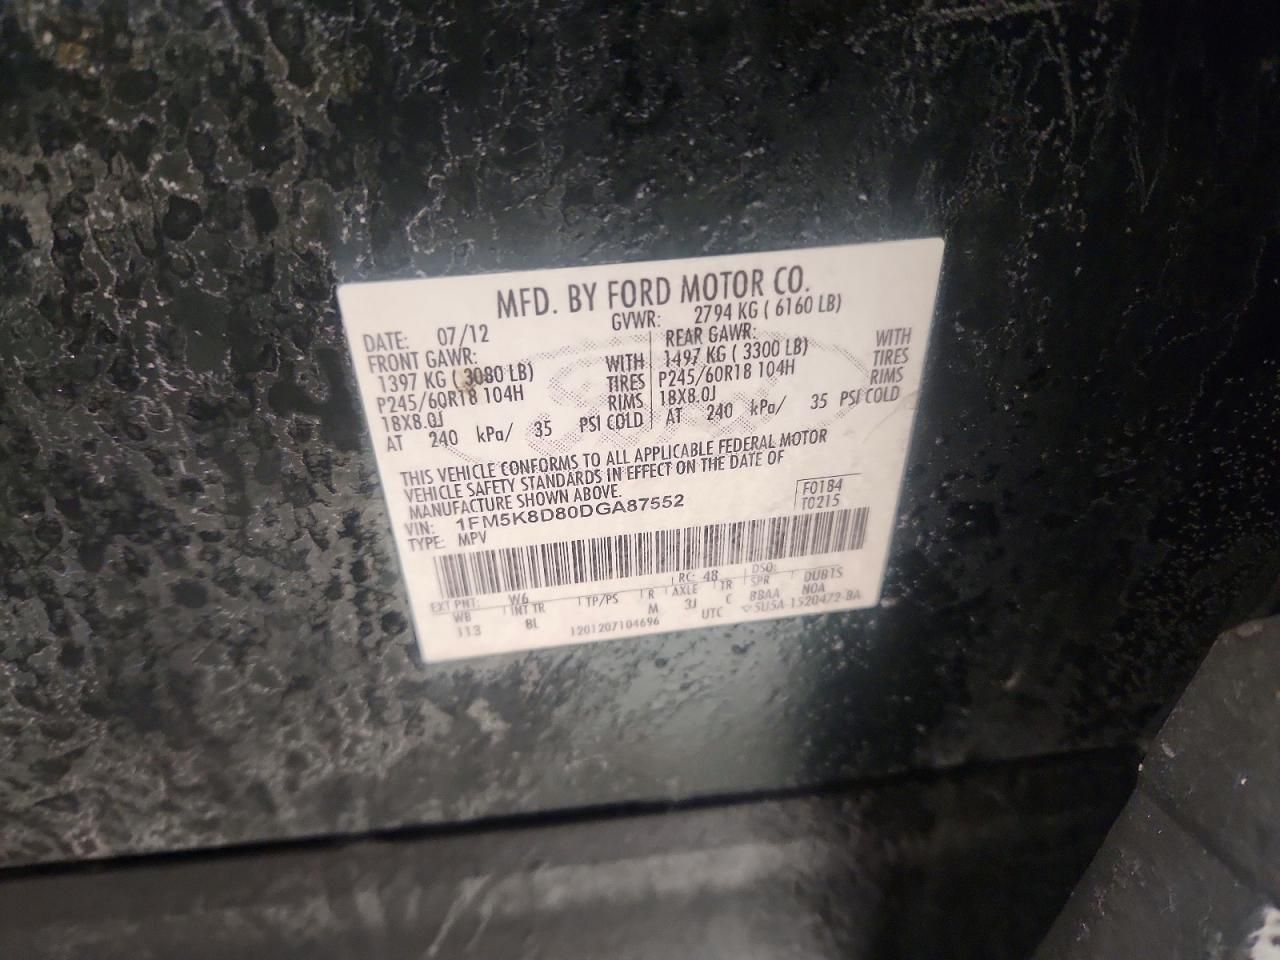 MFD. BY FORD MOTOR CO.
DATE: 07/12 GVWR: 2794 KG ( 6160 LB)
FRONT GAWR:
1397 KG ( 3080 LB) WITH
P245/60R18 104H TIRES
18X8.0J RIMS
AT 240 kPa/ 35 PSI COLD
REAR GAWR:
1497 KG ( 3300 LB) WITH
P245/60R18 104H TIRES
18X8.0J RIMS
AT 240 kPa/ 35 PSI COLD
THIS VEHICLE CONFORMS TO ALL APPLICABLE FEDERAL MOTOR
VEHICLE SAFETY STANDARDS IN EFFECT ON THE DATE OF
MANUFACTURE SHOWN ABOVE.
VIN: 1FM5K8D80DGA87552 F0184
TYPE: MPV T0215
EXT PNT: W6 RC: 48 DSO:
WB INT TR TP/PS R AXLE TR SPR DUB1S
113 BL M 3J C BBAA NOA
1201207104696 UTC 5U5A-1520472-BA